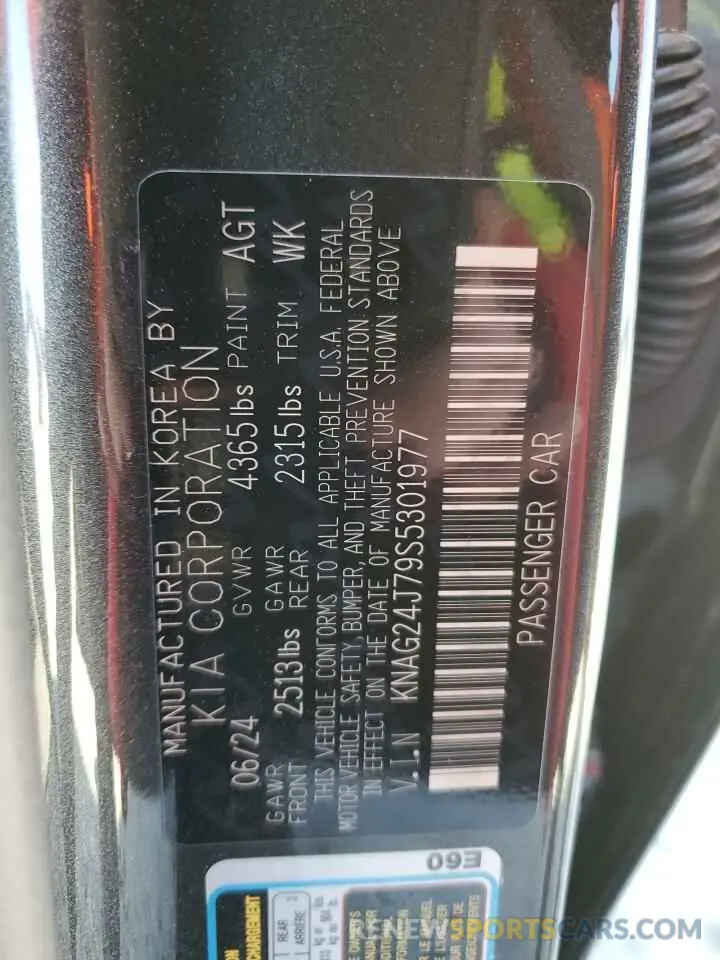 MANUFACTURED IN KOREA BY
KIA CORPORATION
06/24 GVWR 4365lbs PAINT AGT
GAWR FRONT 2513lbs GAWR REAR 2315lbs TRIM WK
THIS VEHICLE CONFORMS TO ALL APPLICABLE U.S.A. FEDERAL
MOTOR VEHICLE SAFETY, BUMPER, AND THEFT PREVENTION STANDARDS
IN EFFECT ON THE DATE OF MANUFACTURE SHOWN ABOVE
V.I.N KNAG24J79S5301977
PASSENGER CAR
E60
REAR
ARRIÈRE
RENEWSPORTSCARS.COM